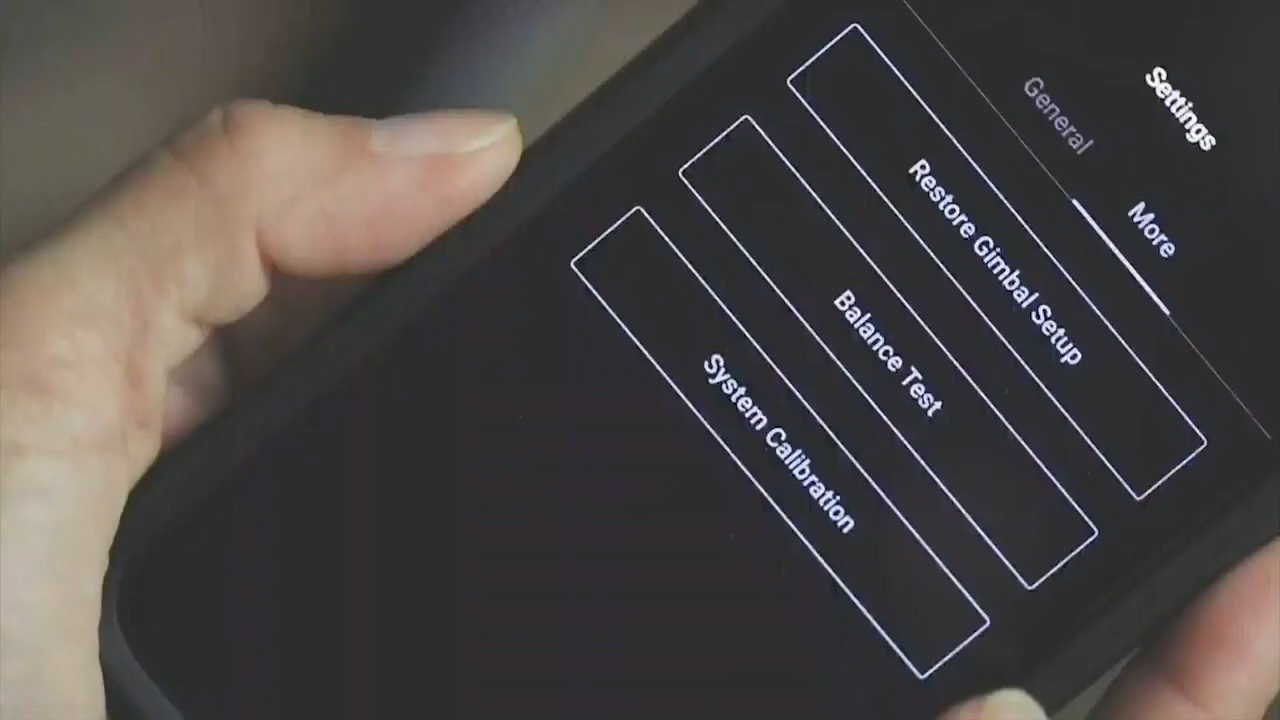 Settings
General
More
Restore Gimbal Setup
Balance Test
System Calibration